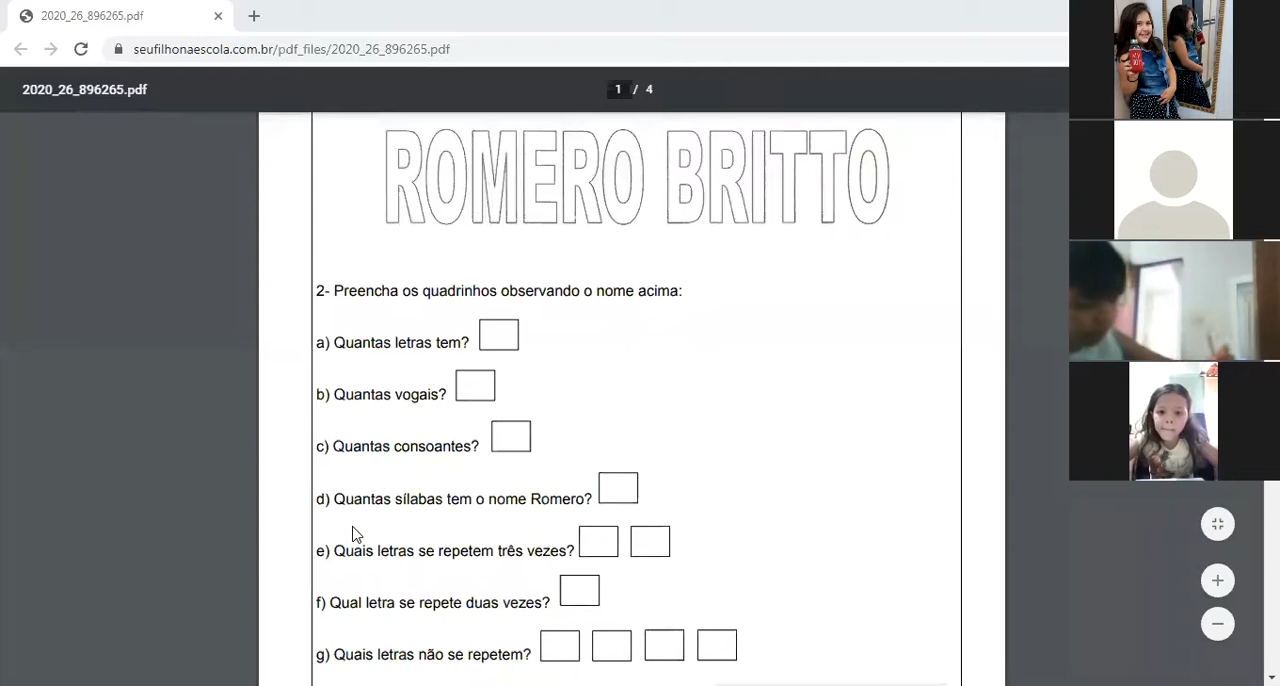 2020_26_896265.pdf
seufilhonaescola.com.br/pdf_files/2020_26_896265.pdf
2020_26_896265.pdf
1 / 4
ROMERO BRITTO
2- Preencha os quadrinhos observando o nome acima:
a) Quantas letras tem?
b) Quantas vogais?
c) Quantas consoantes?
d) Quantas sílabas tem o nome Romero?
e) Quais letras se repetem três vezes?
f) Qual letra se repete duas vezes?
g) Quais letras não se repetem?